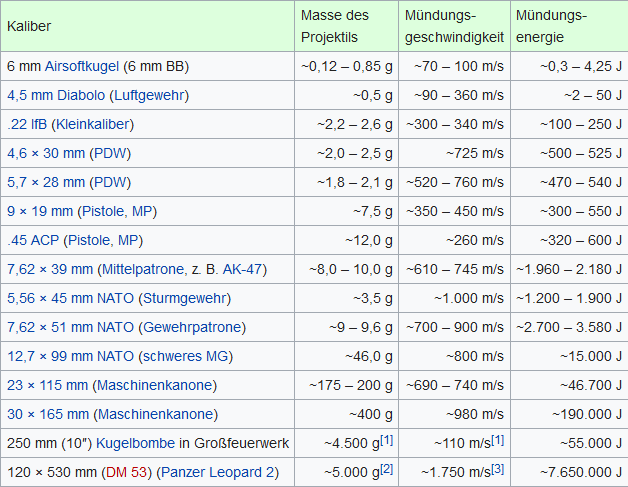 Kaliber Masse des Projektils Mündungs-geschwindigkeit Mündungs-energie
6 mm Airsoftkugel (6 mm BB) ~0,12 – 0,85 g ~70 – 100 m/s ~0,3 – 4,25 J
4,5 mm Diabolo (Luftgewehr) ~0,5 g ~90 – 360 m/s ~2 – 50 J
.22 lfB (Kleinkaliber) ~2,2 – 2,6 g ~300 – 340 m/s ~100 – 250 J
4,6 × 30 mm (PDW) ~2,0 – 2,5 g ~725 m/s ~500 – 525 J
5,7 × 28 mm (PDW) ~1,8 – 2,1 g ~520 – 760 m/s ~470 – 540 J
9 × 19 mm (Pistole, MP) ~7,5 g ~350 – 450 m/s ~300 – 550 J
.45 ACP (Pistole, MP) ~12,0 g ~260 m/s ~320 – 600 J
7,62 × 39 mm (Mittelpatrone, z. B. AK-47) ~8,0 – 10,0 g ~610 – 745 m/s ~1.960 – 2.180 J
5,56 × 45 mm NATO (Sturmgewehr) ~3,5 g ~1.000 m/s ~1.200 – 1.900 J
7,62 × 51 mm NATO (Gewehrpatrone) ~9 – 9,6 g ~700 – 900 m/s ~2.700 – 3.580 J
12,7 × 99 mm NATO (schweres MG) ~46,0 g ~800 m/s ~15.000 J
23 × 115 mm (Maschinenkanone) ~175 – 200 g ~690 – 740 m/s ~46.700 J
30 × 165 mm (Maschinenkanone) ~400 g ~980 m/s ~190.000 J
250 mm (10″) Kugelbombe in Großfeuerwerk ~4.500 g[1] ~110 m/s[1] ~55.000 J
120 × 530 mm (DM 53) (Panzer Leopard 2) ~5.000 g[2] ~1.750 m/s[3] ~7.650.000 J